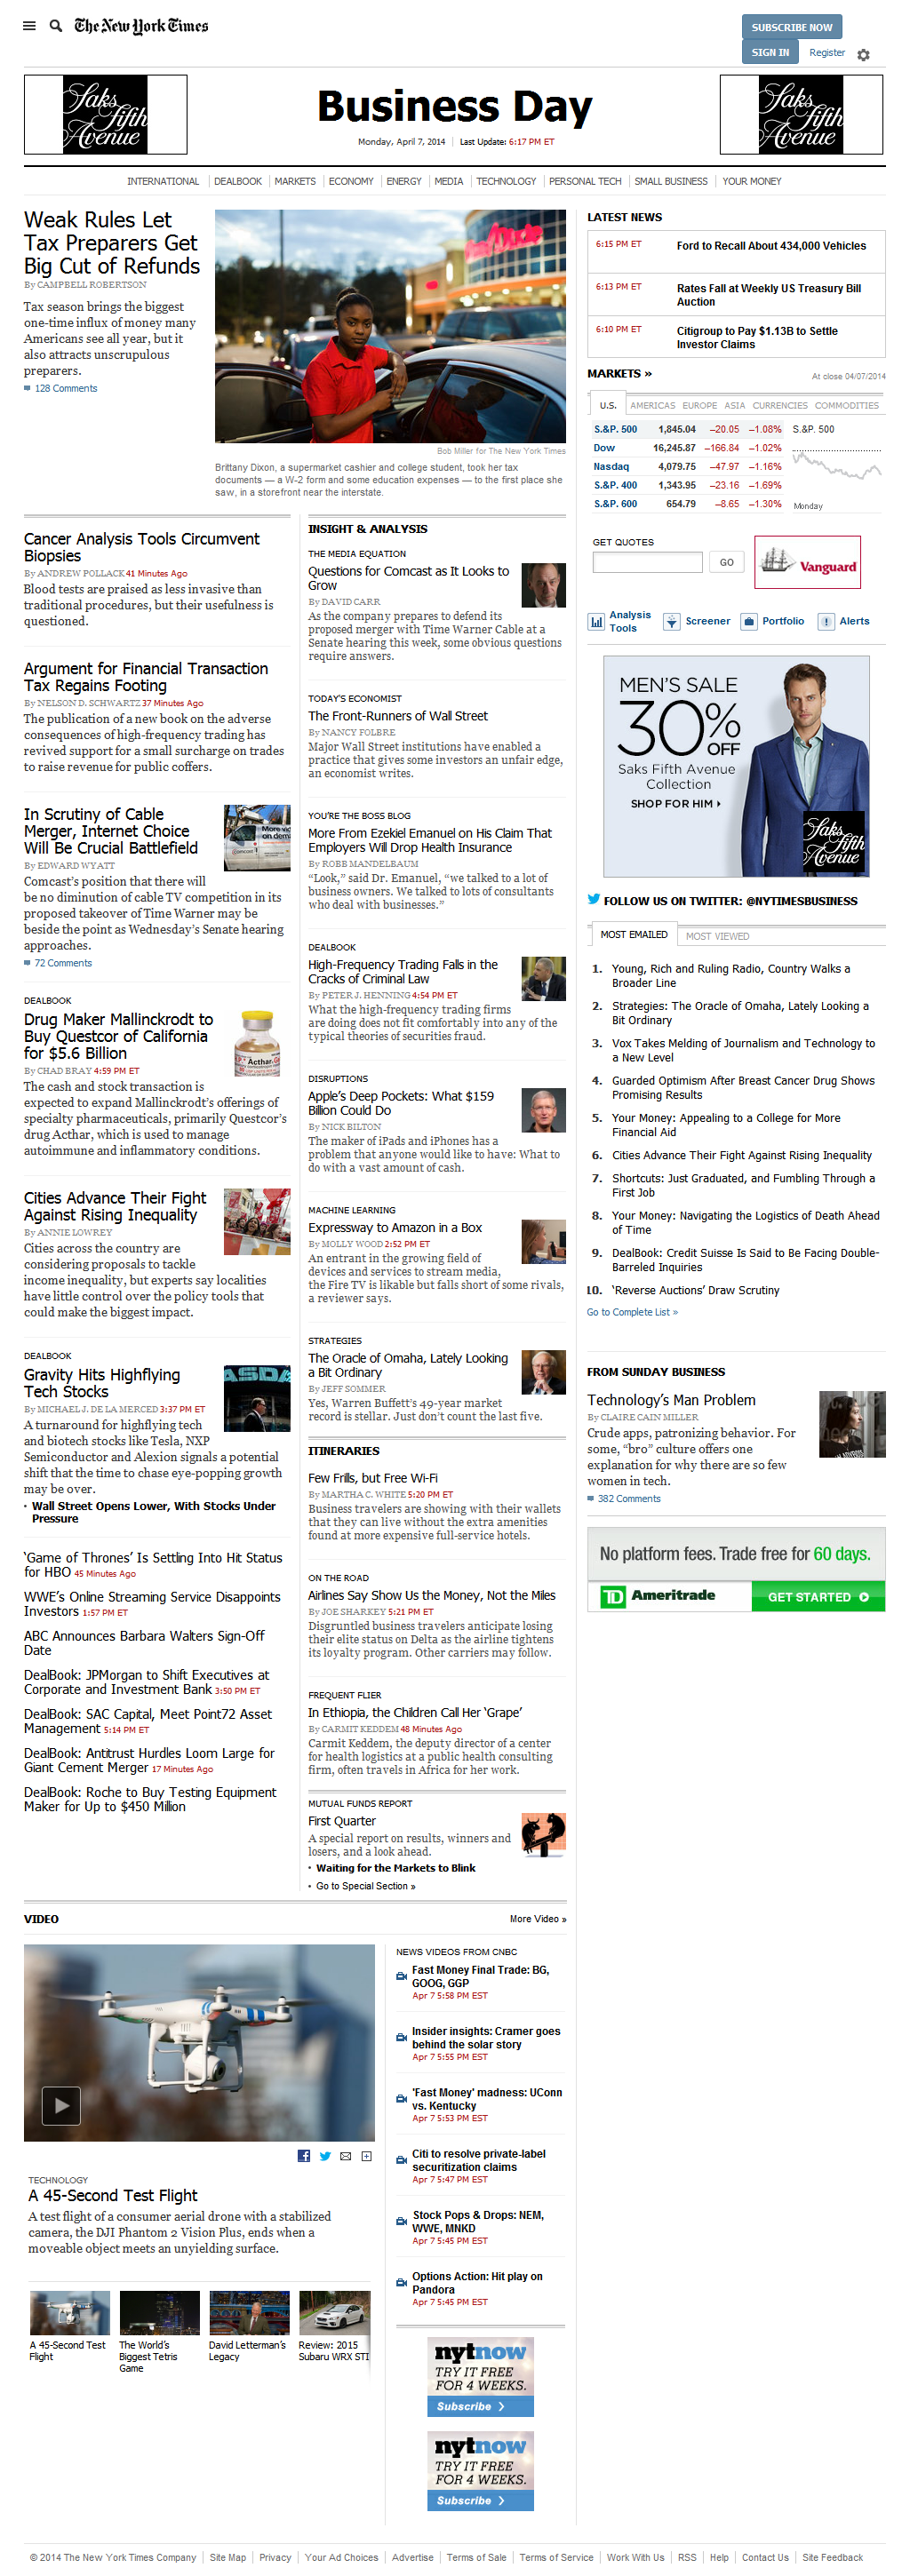 The New York Times
SUBSCRIBE NOW
SIGN IN
Register
Saks Fifth Avenue
Business Day
Monday, April 7, 2014 | Last Update: 6:17 PM ET
Saks Fifth Avenue
INTERNATIONAL | DEALBOOK | MARKETS | ECONOMY | ENERGY | MEDIA | TECHNOLOGY | PERSONAL TECH | SMALL BUSINESS | YOUR MONEY
Weak Rules Let
Tax Preparers Get
Big Cut of Refunds
By CAMPBELL ROBERTSON
Tax season brings the biggest
one-time influx of money many
Americans see all year, but it
also attracts unscrupulous
preparers.
128 Comments
Bob Miller for The New York Times
Brittany Dixon, a supermarket cashier and college student, took her tax
documents — a W-2 form and some education expenses — to the first place she
saw, in a storefront near the interstate.
Cancer Analysis Tools Circumvent
Biopsies
By ANDREW POLLACK 41 Minutes Ago
Blood tests are praised as less invasive than
traditional procedures, but their usefulness is
questioned.
Argument for Financial Transaction
Tax Regains Footing
By NELSON D. SCHWARTZ 37 Minutes Ago
The publication of a new book on the adverse
consequences of high-frequency trading has
revived support for a small surcharge on trades
to raise revenue for public coffers.
In Scrutiny of Cable
Merger, Internet Choice
Will Be Crucial Battlefield
By EDWARD WYATT
Comcast's position that there will
be no diminution of cable TV competition in its
proposed takeover of Time Warner may be
beside the point as Wednesday's Senate hearing
approaches.
72 Comments
DEALBOOK
Drug Maker Mallinckrodt to
Buy Questcor of California
for $5.6 Billion
By CHAD BRAY 4:59 PM ET
The cash and stock transaction is
expected to expand Mallinckrodt's offerings of
specialty pharmaceuticals, primarily Questcor's
drug Acthar, which is used to manage
autoimmune and inflammatory conditions.
Cities Advance Their Fight
Against Rising Inequality
By ANNIE LOWREY
Cities across the country are
considering proposals to tackle
income inequality, but experts say localities
have little control over the policy tools that
could make the biggest impact.
DEALBOOK
Gravity Hits Highflying
Tech Stocks
By MICHAEL J. DE LA MERCED 3:37 PM ET
A turnaround for highflying tech
and biotech stocks like Tesla, NXP
Semiconductor and Alexion signals a potential
shift that the time to chase eye-popping growth
may be over.
• Wall Street Opens Lower, With Stocks Under
Pressure
'Game of Thrones' Is Settling Into Hit Status
for HBO 45 Minutes Ago
WWE's Online Streaming Service Disappoints
Investors 1:57 PM ET
ABC Announces Barbara Walters Sign-Off
Date
DealBook: JPMorgan to Shift Executives at
Corporate and Investment Bank 3:50 PM ET
DealBook: SAC Capital, Meet Point72 Asset
Management 5:14 PM ET
DealBook: Antitrust Hurdles Loom Large for
Giant Cement Merger 17 Minutes Ago
DealBook: Roche to Buy Testing Equipment
Maker for Up to $450 Million
INSIGHT & ANALYSIS
THE MEDIA EQUATION
Questions for Comcast as It Looks to
Grow
By DAVID CARR
As the company prepares to defend its
proposed merger with Time Warner Cable at a
Senate hearing this week, some obvious questions
require answers.
TODAY'S ECONOMIST
The Front-Runners of Wall Street
By NANCY FOLBRE
Major Wall Street institutions have enabled a
practice that gives some investors an unfair edge,
an economist writes.
YOU'RE THE BOSS BLOG
More From Ezekiel Emanuel on His Claim That
Employers Will Drop Health Insurance
By ROBB MANDELBAUM
“Look,” said Dr. Emanuel, “we talked to a lot of
business owners. We talked to lots of consultants
who deal with businesses.”
DEALBOOK
High-Frequency Trading Falls in the
Cracks of Criminal Law
By PETER J. HENNING 4:54 PM ET
What the high-frequency trading firms
are doing does not fit comfortably into any of the
typical theories of securities fraud.
DISRUPTIONS
Apple's Deep Pockets: What $159
Billion Could Do
By NICK BILTON
The maker of iPads and iPhones has a
problem that anyone would like to have: What to
do with a vast amount of cash.
MACHINE LEARNING
Expressway to Amazon in a Box
By MOLLY WOOD 2:52 PM ET
An entrant in the growing field of
devices and services to stream media,
the Fire TV is likable but falls short of some rivals,
a reviewer says.
STRATEGIES
The Oracle of Omaha, Lately Looking
a Bit Ordinary
By JEFF SOMMER
Yes, Warren Buffett's 49-year market
record is stellar. Just don't count the last five.
ITINERARIES
Few Frills, but Free Wi-Fi
By MARTHA C. WHITE 5:20 PM ET
Business travelers are showing with their wallets
that they can live without the extra amenities
found at more expensive full-service hotels.
ON THE ROAD
Airlines Say Show Us the Money, Not the Miles
By JOE SHARKEY 5:21 PM ET
Disgruntled business travelers anticipate losing
their elite status on Delta as the airline tightens
its loyalty program. Other carriers may follow.
FREQUENT FLIER
In Ethiopia, the Children Call Her 'Grape'
By CARMIT KEDDEM 48 Minutes Ago
Carmit Keddem, the deputy director of a center
for health logistics at a public health consulting
firm, often travels in Africa for her work.
MUTUAL FUNDS REPORT
First Quarter
A special report on results, winners and
losers, and a look ahead.
• Waiting for the Markets to Blink
• Go to Special Section »
LATEST NEWS
6:15 PM ET Ford to Recall About 434,000 Vehicles
6:13 PM ET Rates Fall at Weekly US Treasury Bill
Auction
6:10 PM ET Citigroup to Pay $1.13B to Settle
Investor Claims
MARKETS » At close 04/07/2014
U.S. AMERICAS EUROPE ASIA CURRENCIES COMMODITIES
S.&P. 500 1,845.04 –20.05 –1.08% S.&P. 500
Dow 16,245.87 –166.84 –1.02%
Nasdaq 4,079.75 –47.97 –1.16%
S.&P. 400 1,343.95 –23.16 –1.69%
S.&P. 600 654.79 –8.65 –1.30% Monday
GET QUOTES
GO
Vanguard
Analysis
Tools
Screener
Portfolio
Alerts
MEN'S SALE
30% OFF
Saks Fifth Avenue
Collection
SHOP FOR HIM
Saks Fifth Avenue
FOLLOW US ON TWITTER: @NYTIMESBUSINESS
MOST EMAILED MOST VIEWED
1. Young, Rich and Ruling Radio, Country Walks a
Broader Line
2. Strategies: The Oracle of Omaha, Lately Looking a
Bit Ordinary
3. Vox Takes Melding of Journalism and Technology to
a New Level
4. Guarded Optimism After Breast Cancer Drug Shows
Promising Results
5. Your Money: Appealing to a College for More
Financial Aid
6. Cities Advance Their Fight Against Rising Inequality
7. Shortcuts: Just Graduated, and Fumbling Through a
First Job
8. Your Money: Navigating the Logistics of Death Ahead
of Time
9. DealBook: Credit Suisse Is Said to Be Facing Double-
Barreled Inquiries
10. 'Reverse Auctions' Draw Scrutiny
Go to Complete List »
FROM SUNDAY BUSINESS
Technology's Man Problem
By CLAIRE CAIN MILLER
Crude apps, patronizing behavior. For
some, “bro” culture offers one
explanation for why there are so few
women in tech.
382 Comments
No platform fees. Trade free for 60 days.
TD Ameritrade
GET STARTED
VIDEO
More Video »
TECHNOLOGY
A 45-Second Test Flight
A test flight of a consumer aerial drone with a stabilized
camera, the DJI Phantom 2 Vision Plus, ends when a
moveable object meets an unyielding surface.
A 45-Second Test
Flight
The World's
Biggest Tetris
Game
David Letterman's
Legacy
Review: 2015
Subaru WRX STI
NEWS VIDEOS FROM CNBC
Fast Money Final Trade: BG,
GOOG, GGP
Apr 7 5:58 PM EST
Insider insights: Cramer goes
behind the solar story
Apr 7 5:55 PM EST
'Fast Money' madness: UConn
vs. Kentucky
Apr 7 5:53 PM EST
Citi to resolve private-label
securitization claims
Apr 7 5:47 PM EST
Stock Pops & Drops: NEM,
WWE, MNKD
Apr 7 5:45 PM EST
Options Action: Hit play on
Pandora
Apr 7 5:45 PM EST
nytnow
TRY IT FREE
FOR 4 WEEKS.
Subscribe
nytnow
TRY IT FREE
FOR 4 WEEKS.
Subscribe
© 2014 The New York Times Company | Site Map | Privacy | Your Ad Choices | Advertise | Terms of Sale | Terms of Service | Work With Us | RSS | Help | Contact Us | Site Feedback